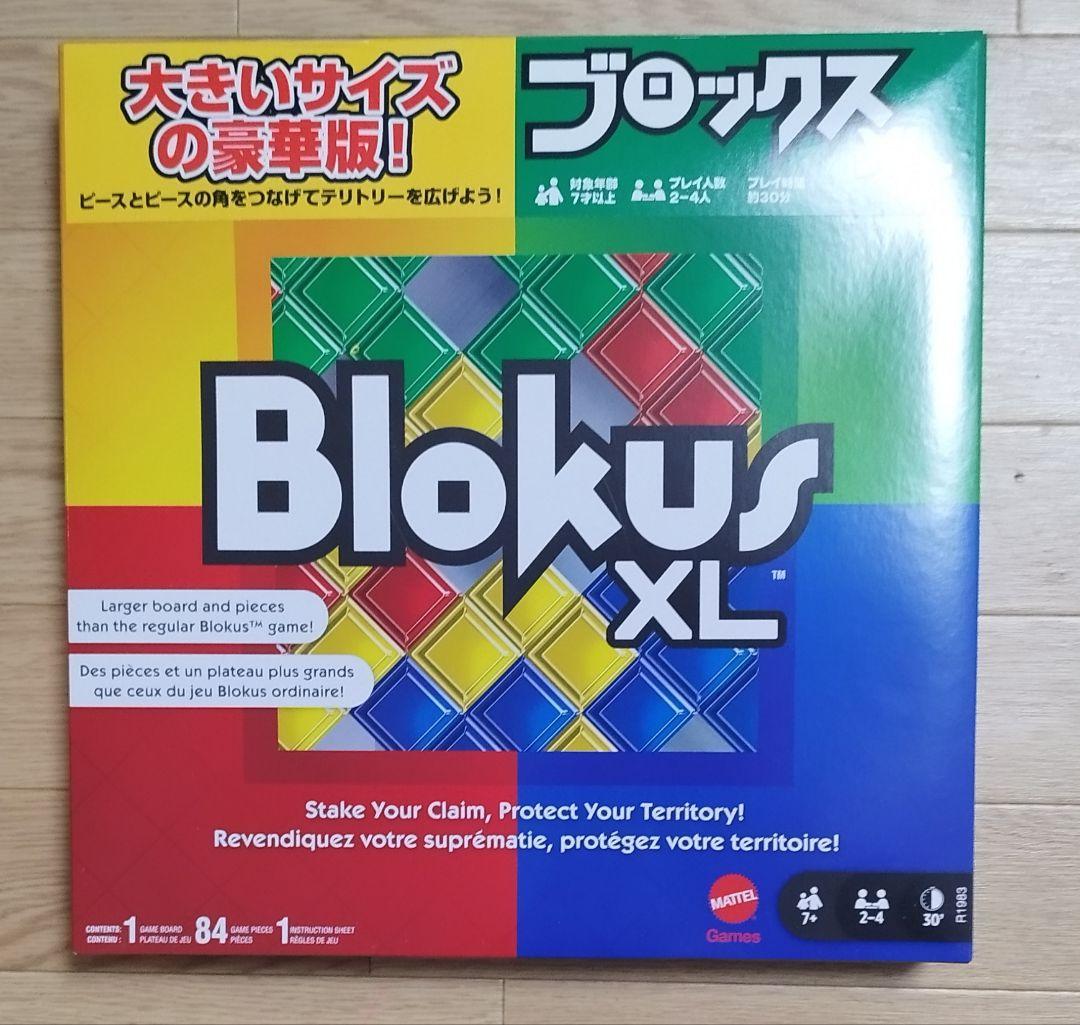 大きいサイズ
の豪華版!
ピースとピースの角をつなげてテリトリーを広げよう!
ブロックス
対象年齢
7才以上
プレイ人数
2-4人
プレイ時間
約30分
Blokus
XL
TM
Larger board and pieces
than the regular Blokus™ game!
Des pièces et un plateau plus grands
que ceux du jeu Blokus ordinaire!
Stake Your Claim, Protect Your Territory!
Revendiquez votre suprématie, protégez votre territoire!
CONTENTS: 1 GAME BOARD 84 GAME PIECES 1 INSTRUCTION SHEET
CONTENU : PLATEAU DE JEU PIÈCES RÈGLES DE JEU
MATTEL
Games
7+
2-4
30'
R1983